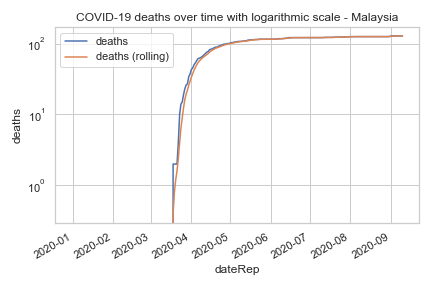 COVID-19 deaths over time with logarithmic scale - Malaysia
deaths
deaths (rolling)
10²
10¹
10⁰
deaths
2020-01
2020-02
2020-03
2020-04
2020-05
2020-06
2020-07
2020-08
2020-09
dateRep